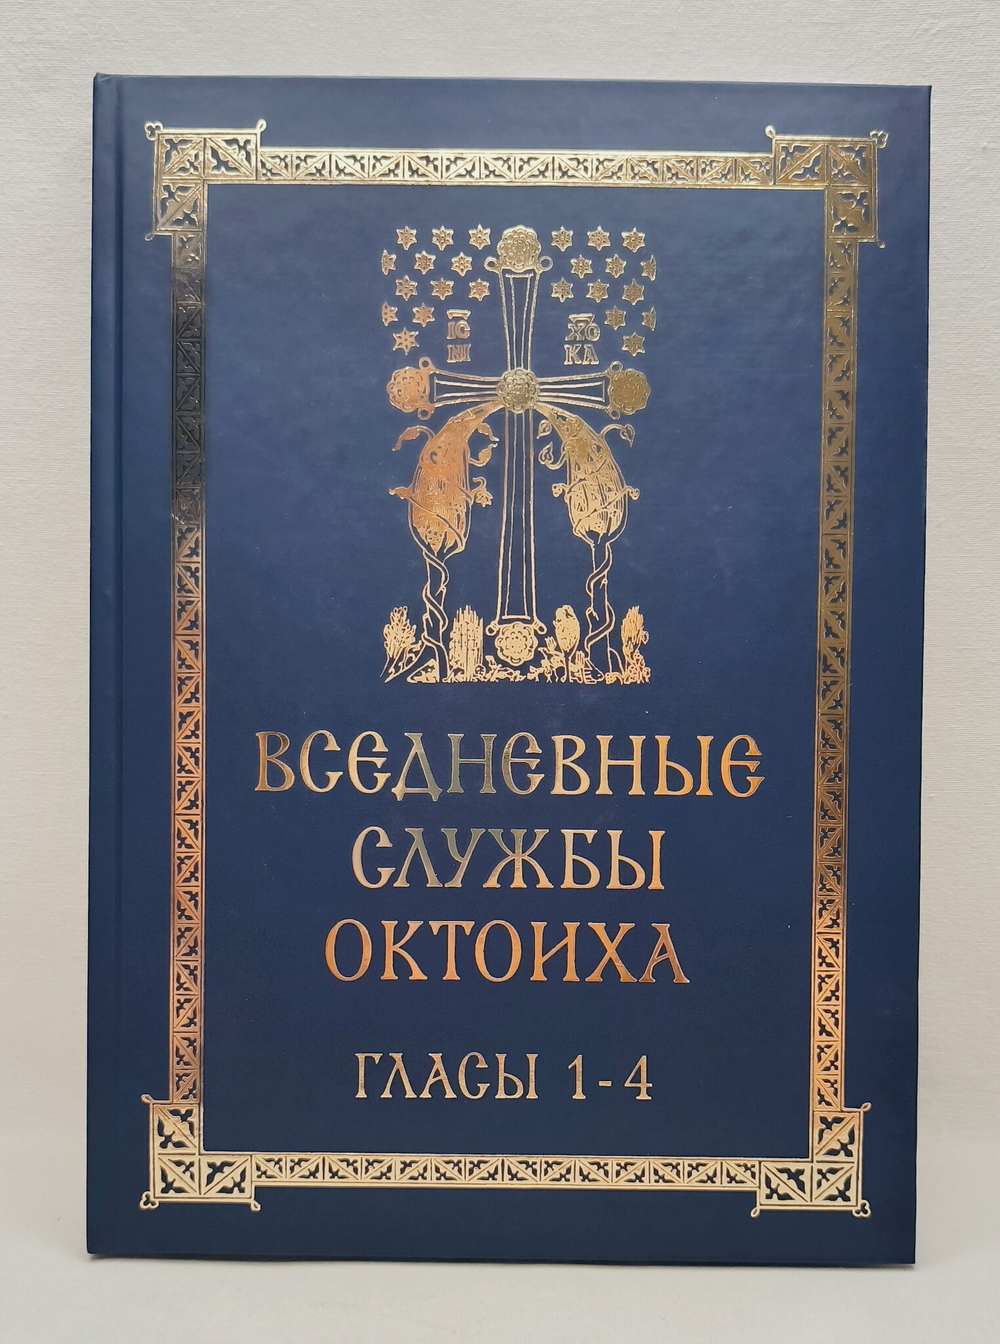 ІС ХС
НІ КА
ВСЕДНЕВНЫЕ
СЛУЖБЫ
ОКТОИХА
ГЛАСЫ 1-4